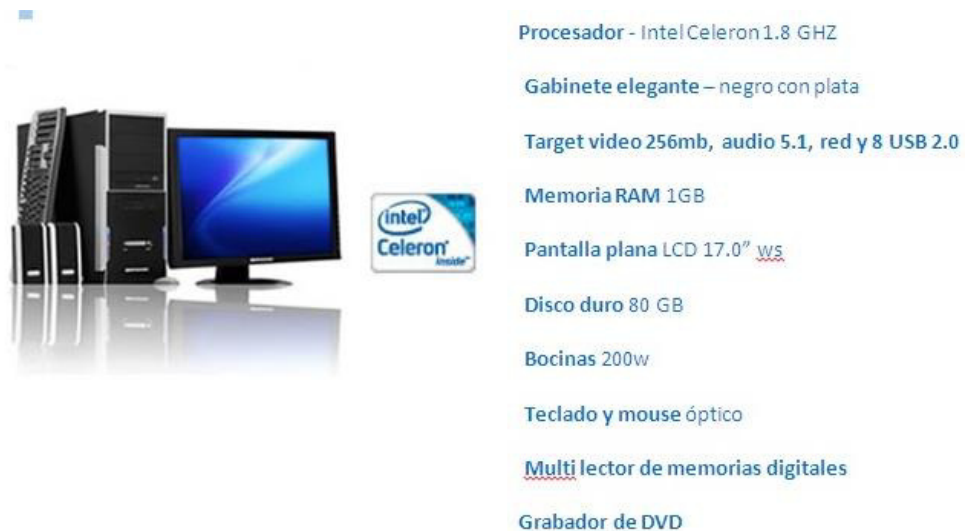 Procesador - Intel Celeron 1.8 GHZ
Gabinete elegante – negro con plata
Target video 256mb, audio 5.1, red y 8 USB 2.0
Memoria RAM 1GB
intel
Celeron®
inside™
Pantalla plana LCD 17.0” ws
Disco duro 80 GB
Bocinas 200w
Teclado y mouse óptico
Multi lector de memorias digitales
Grabador de DVD